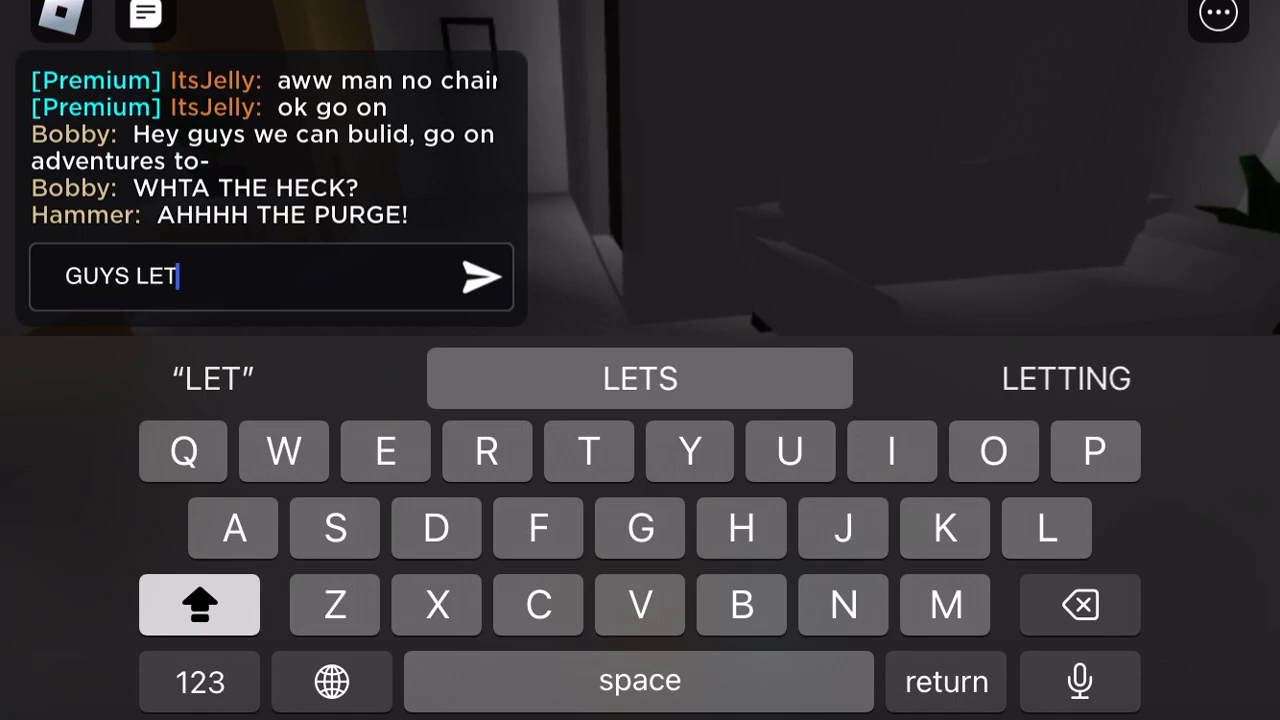 [Premium] ItsJelly: aww man no chair
[Premium] ItsJelly: ok go on
Bobby: Hey guys we can bulid, go on
adventures to-
Bobby: WHTA THE HECK?
Hammer: AHHHH THE PURGE!
GUYS LET
“LET” LETS LETTING
Q W E R T Y U I O P
A S D F G H J K L
Z X C V B N M
123 space return